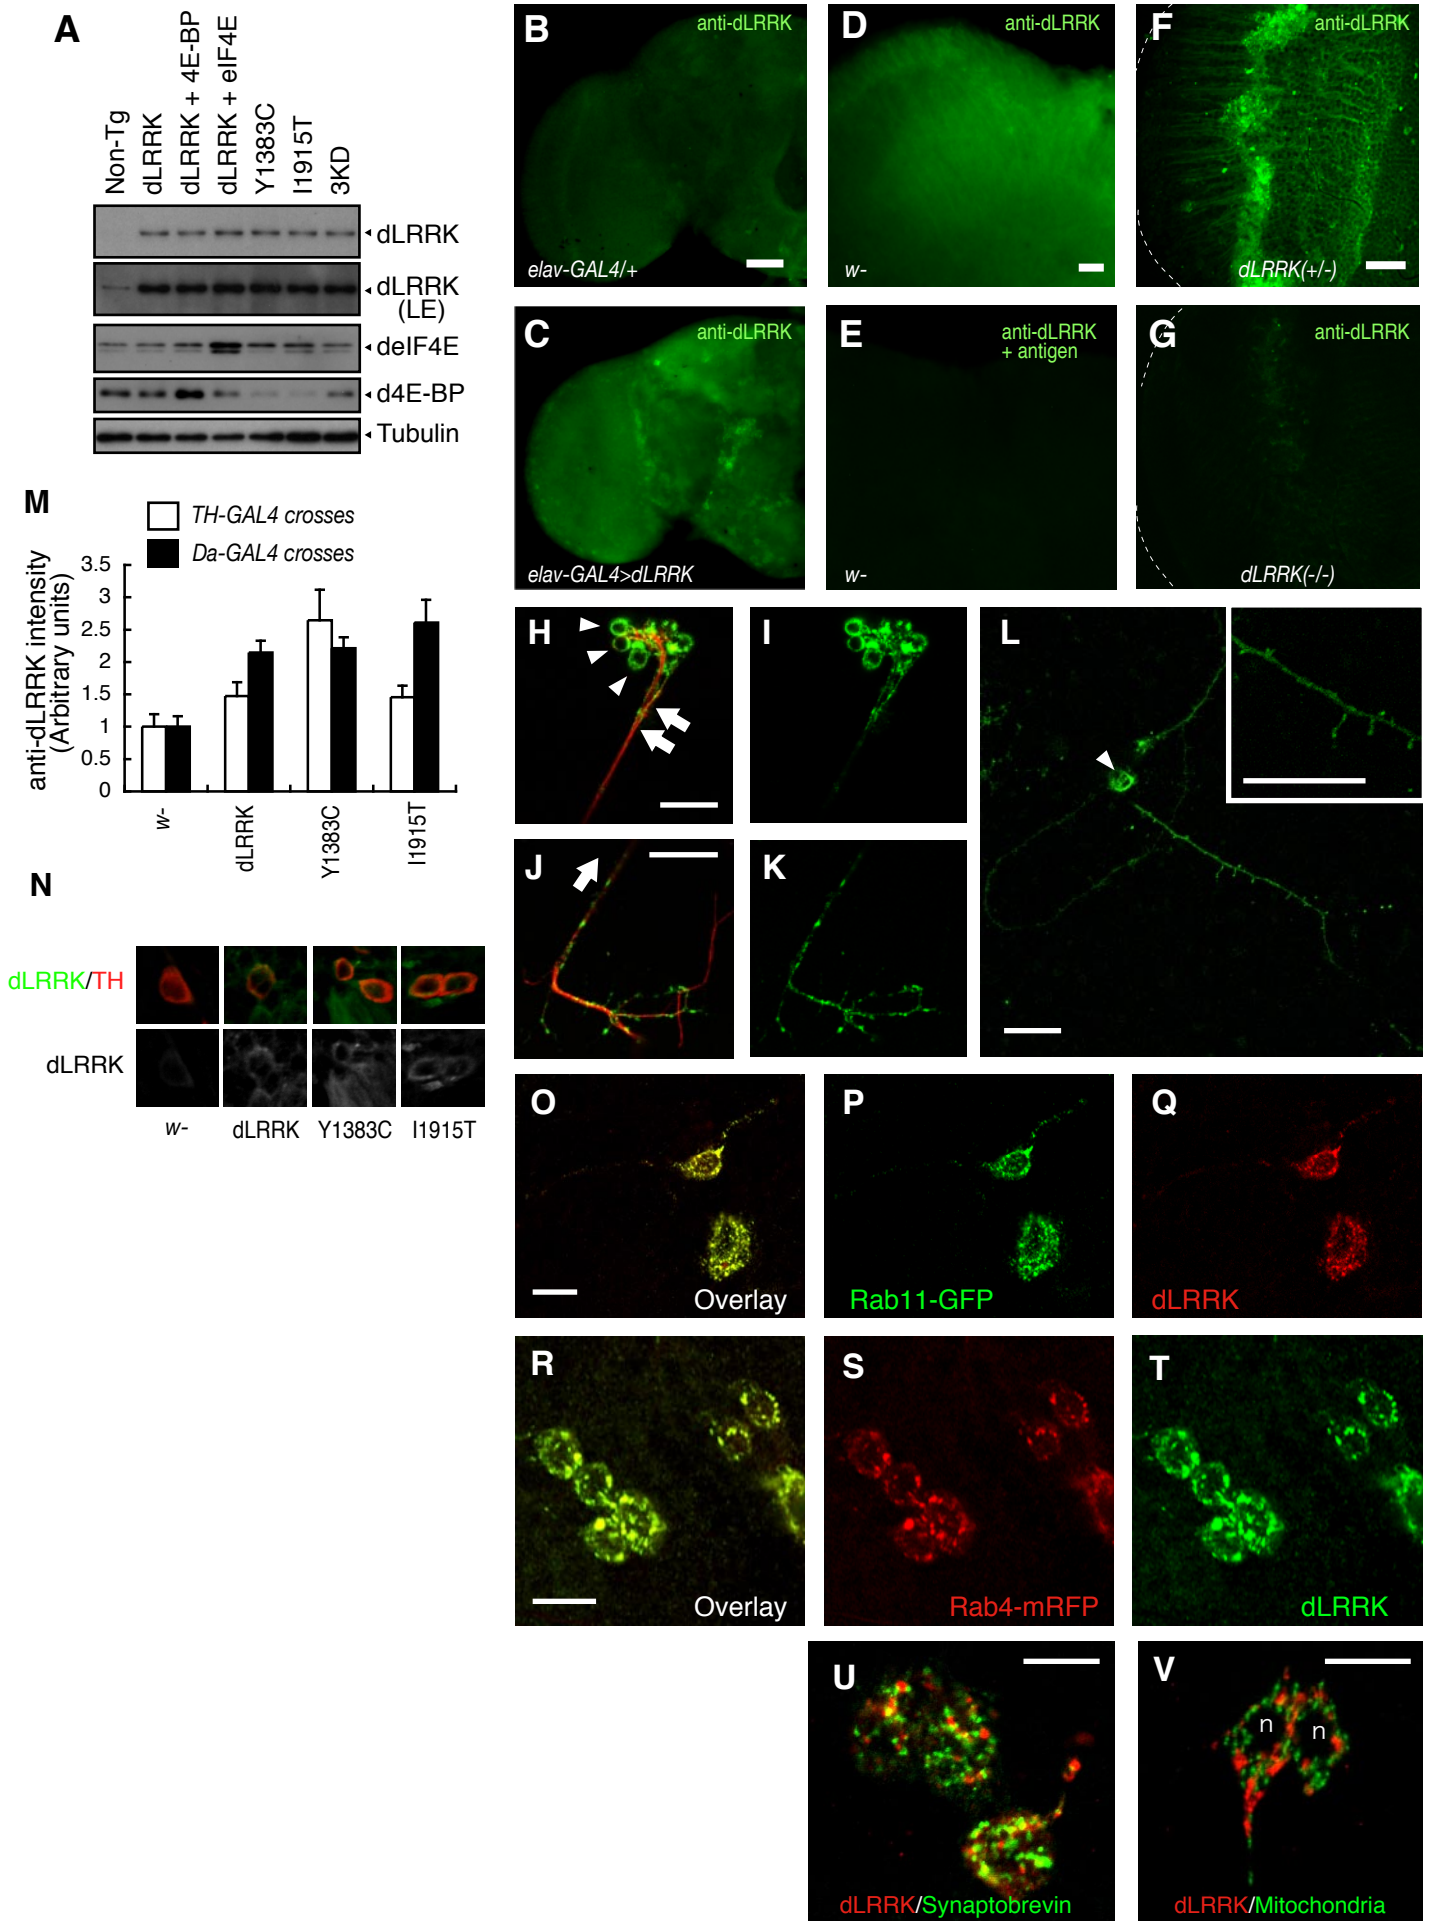 A
Non-Tg
dLRRK
dLRRK + 4E-BP
dLRRK + eIF4E
Y1383C
I1915T
3KD
dLRRK
dLRRK
(LE)
deIF4E
d4E-BP
Tubulin
B
anti-dLRRK
elav-GAL4/+
D
anti-dLRRK
w-
F
anti-dLRRK
dLRRK(+/-)
C
anti-dLRRK
elav-GAL4>dLRRK
E
anti-dLRRK
+ antigen
w-
G
anti-dLRRK
dLRRK(-/-)
M
TH-GAL4 crosses
Da-GAL4 crosses
anti-dLRRK intensity
(Arbitrary units)
3.5
3
2.5
2
1.5
1
0.5
0
w-
dLRRK
Y1383C
I1915T
H
I
J
K
L
N
dLRRK/TH
dLRRK
w-
dLRRK
Y1383C
I1915T
O
Overlay
P
Rab11-GFP
Q
dLRRK
R
Overlay
S
Rab4-mRFP
T
dLRRK
U
dLRRK/Synaptobrevin
V
n
n
dLRRK/Mitochondria